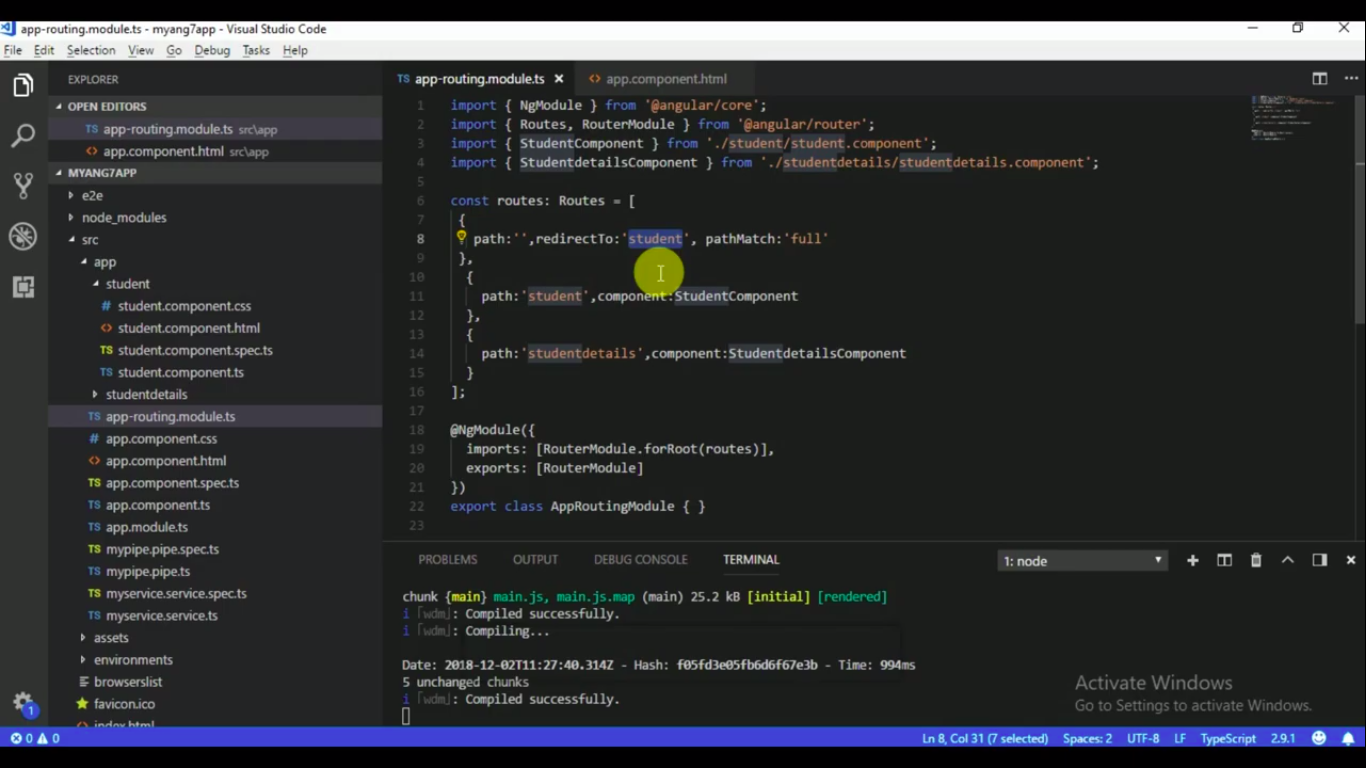 app-routing.module.ts - myang7app - Visual Studio Code
File Edit Selection View Go Debug Tasks Help
EXPLORER
OPEN EDITORS
TS app-routing.module.ts src\app
<> app.component.html src\app
MYANG7APP
e2e
node_modules
src
app
student
# student.component.css
<> student.component.html
TS student.component.spec.ts
TS student.component.ts
studentdetails
TS app-routing.module.ts
# app.component.css
<> app.component.html
TS app.component.spec.ts
TS app.component.ts
TS app.module.ts
TS mypipe.pipe.spec.ts
TS mypipe.pipe.ts
TS myservice.service.spec.ts
TS myservice.service.ts
assets
environments
browserslist
favicon.ico
<> index.html
1
TS app-routing.module.ts × <> app.component.html
1 import { NgModule } from '@angular/core';
2 import { Routes, RouterModule } from '@angular/router';
3 import { StudentComponent } from './student/student.component';
4 import { StudentdetailsComponent } from './studentdetails/studentdetails.component';
5
6 const routes: Routes = [
7 {
8 path:'',redirectTo:'student', pathMatch:'full'
9 },
10 {
11 path:'student',component:StudentComponent
12 },
13 {
14 path:'studentdetails',component:StudentdetailsComponent
15 }
16 ];
17
18 @NgModule({
19 imports: [RouterModule.forRoot(routes)],
20 exports: [RouterModule]
21 })
22 export class AppRoutingModule { }
23
PROBLEMS OUTPUT DEBUG CONSOLE TERMINAL 1: node
chunk {main} main.js, main.js.map (main) 25.2 kB [initial] [rendered]
i ｢wdm｣: Compiled successfully.
i ｢wdm｣: Compiling...
Date: 2018-12-02T11:27:40.314Z - Hash: f05fd3e05fb6d6f67e3b - Time: 994ms
5 unchanged chunks
i ｢wdm｣: Compiled successfully.
Activate Windows
Go to Settings to activate Windows.
0 0 Ln 8, Col 31 (7 selected) Spaces: 2 UTF-8 LF TypeScript 2.9.1